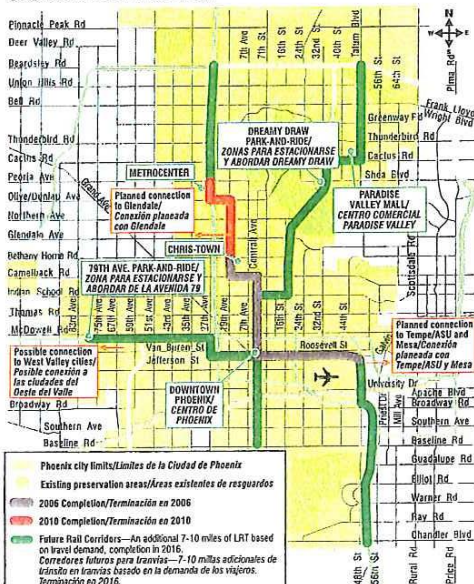 Pinnacle Peak Rd
Deer Valley Rd
Beardsley Rd
Union Hills Rd
Bell Rd
Thunderbird Rd
Cactus Rd
Peoria Ave
Olive/Dunlap Ave
Northern Ave
Glendale Ave
Bethany Home Rd
Camelback Rd
Indian School Rd
Thomas Rd
McDowell Rd
Broadway Rd
Southern Ave
Baseline Rd
7th Ave
7th St
16th St
24th St
32nd St
40th St
Tatum Blvd
56th St
64th St
N
W
E
S
Pima Rd
Frank Lloyd
Wright Blvd
Greenway Rd
Thunderbird Rd
Cactus Rd
Shea Blvd
DREAMY DRAW
PARK-AND-RIDE/
ZONAS PARA ESTACIONARSE
Y ABORDAR DREAMY DRAW
METROCENTER
Grand Ave
Planned connection
to Glendale/
Conexión planeada
con Glendale
PARADISE
VALLEY MALL/
CENTRO COMERCIAL
PARADISE VALLEY
CHRIS-TOWN
Central Ave
Scottsdale Rd
79TH AVE. PARK-AND-RIDE/
ZONA PARA ESTACIONARSE Y
ABORDAR DE LA AVENIDA 79
83rd Ave
75th Ave
67th Ave
59th Ave
51st Ave
43rd Ave
35th Ave
27th Ave
19th Ave
7th Ave
16th St
24th St
32nd St
44th St
Planned connection
to Tempe/ASU and
Mesa/Conexión
planeada con
Tempe/ASU y Mesa
Van Buren St
Jefferson St
Roosevelt St
Possible connection
to West Valley cities/
Posible conexión a
las ciudades del
Oeste del Valle
DOWNTOWN
PHOENIX/
CENTRO DE
PHOENIX
University Dr
Apache Blvd
Broadway Rd
Southern Ave
Baseline Rd
Guadalupe Rd
Elliot Rd
Warner Rd
Ray Rd
Chandler Blvd
Priest Dr
Mill Ave
48th St
56th St
Rural Rd
Price Rd
Phoenix city limits/Límites de la Ciudad de Phoenix
Existing preservation areas/Áreas existentes de resguardos
2006 Completion/Terminación en 2006
2010 Completion/Terminación en 2010
Future Rail Corridors—An additional 7-10 miles of LRT based
on travel demand, completion in 2016.
Corredores futuros para tranvías—7-10 millas adicionales de
tránsito en tranvías basado en la demanda de los viajeros.
Terminación en 2016.